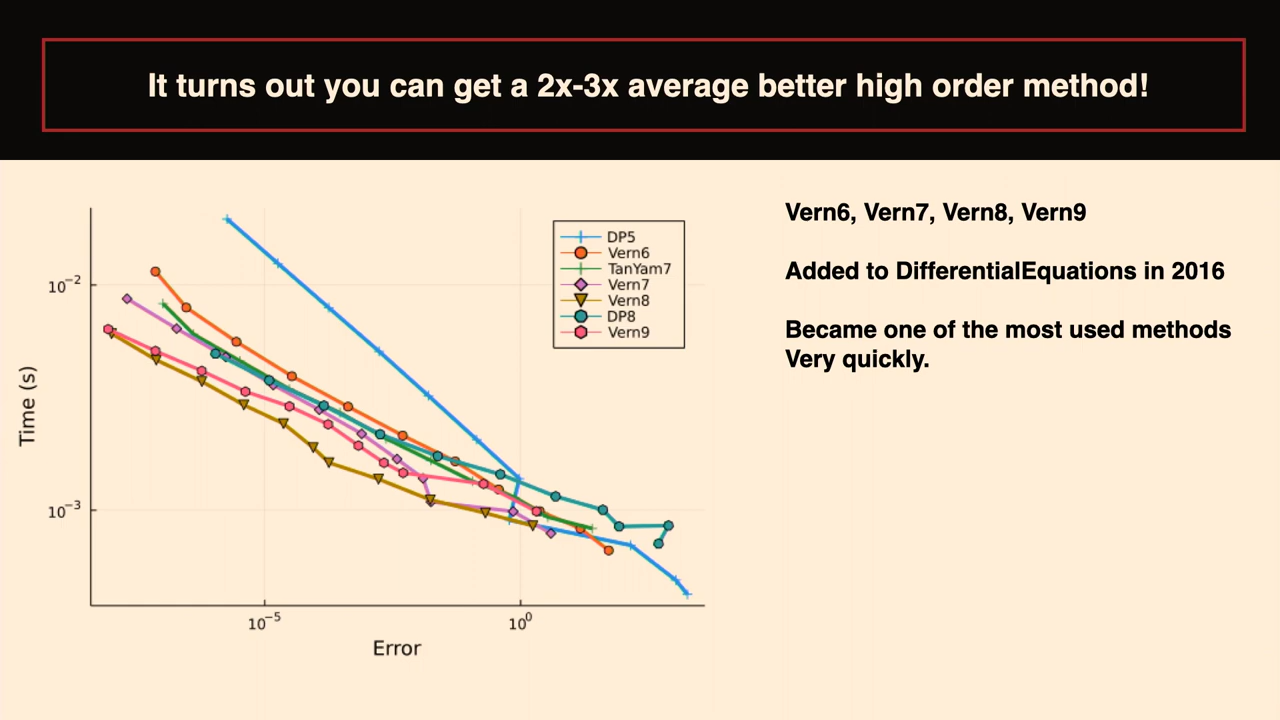 It turns out you can get a 2x-3x average better high order method!
Vern6, Vern7, Vern8, Vern9
Added to DifferentialEquations in 2016
Became one of the most used methods
Very quickly.
DP5
Vern6
TanYam7
Vern7
Vern8
DP8
Vern9
10⁻²
10⁻³
Time (s)
10⁻⁵
10⁰
Error